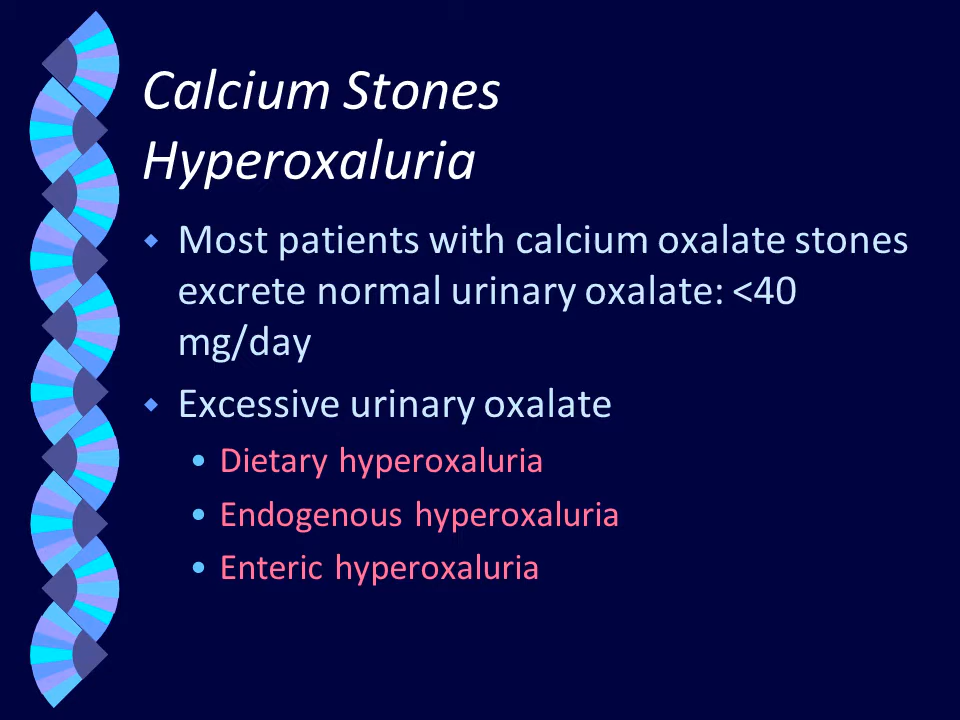 Calcium Stones
Hyperoxaluria
Most patients with calcium oxalate stones
excrete normal urinary oxalate: <40
mg/day
Excessive urinary oxalate
Dietary hyperoxaluria
Endogenous hyperoxaluria
Enteric hyperoxaluria